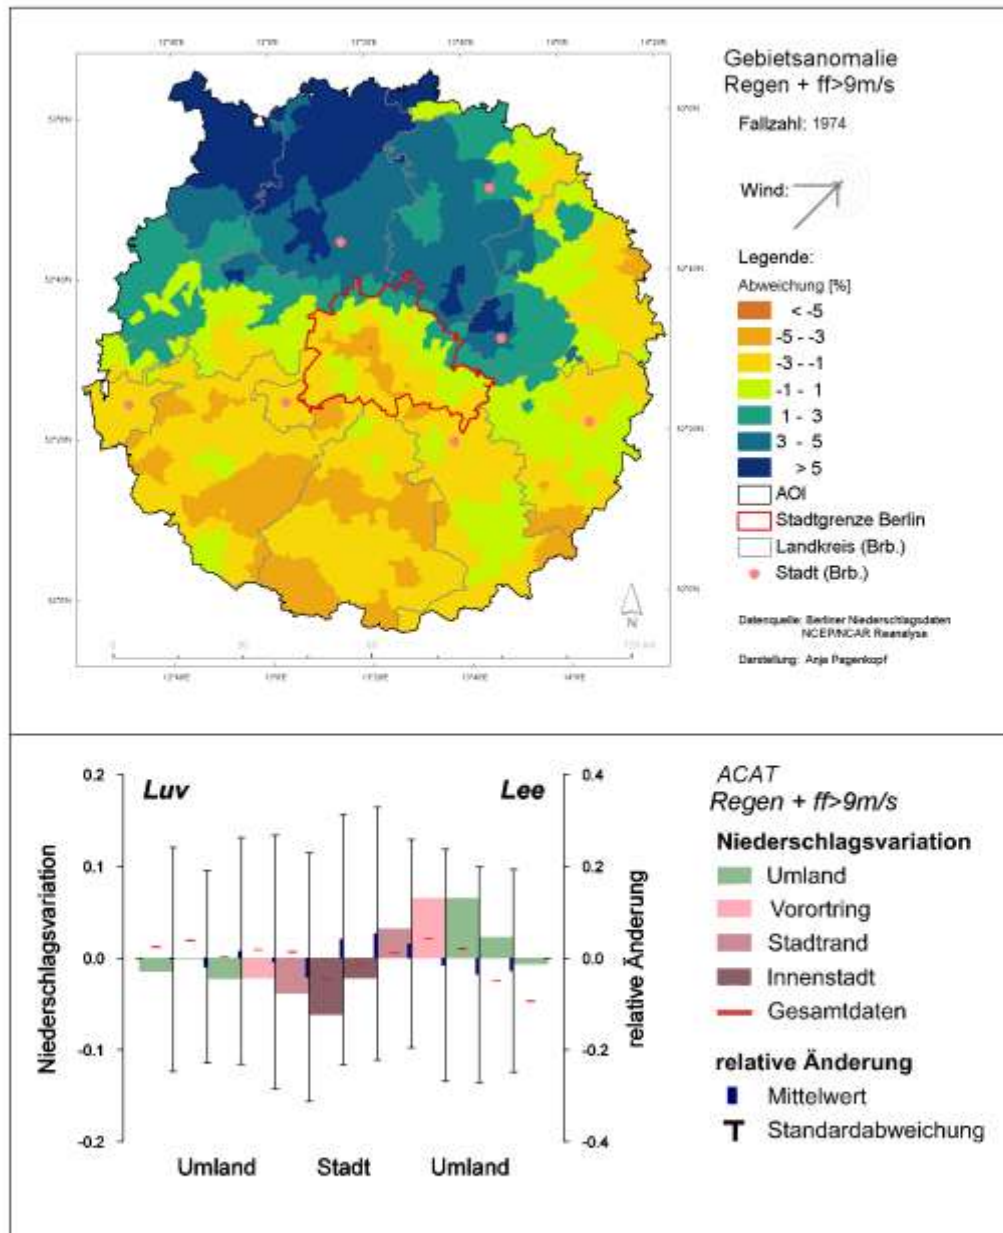 Gebietsanomalie
Regen + ff>9m/s
Fallzahl: 1974
Wind:
Legende:
Abweichung [%]
< -5
-5 - -3
-3 - -1
-1 - 1
1 - 3
3 - 5
> 5
AOI
Stadtgrenze Berlin
Landkreis (Brb.)
Stadt (Brb.)
N
Datenquelle: Berliner Niederschlagsdaten
NCEP/NCAR Reanalyse
Darstellung: Anja Pagenkopf
0.2
0.1
0.0
-0.1
-0.2
Niederschlagsvariation
Luv
Lee
0.4
0.2
0.0
-0.2
-0.4
relative Änderung
Umland
Stadt
Umland
ACAT
Regen + ff>9m/s
Niederschlagsvariation
Umland
Vorortring
Stadtrand
Innenstadt
Gesamtdaten
relative Änderung
Mittelwert
Standardabweichung